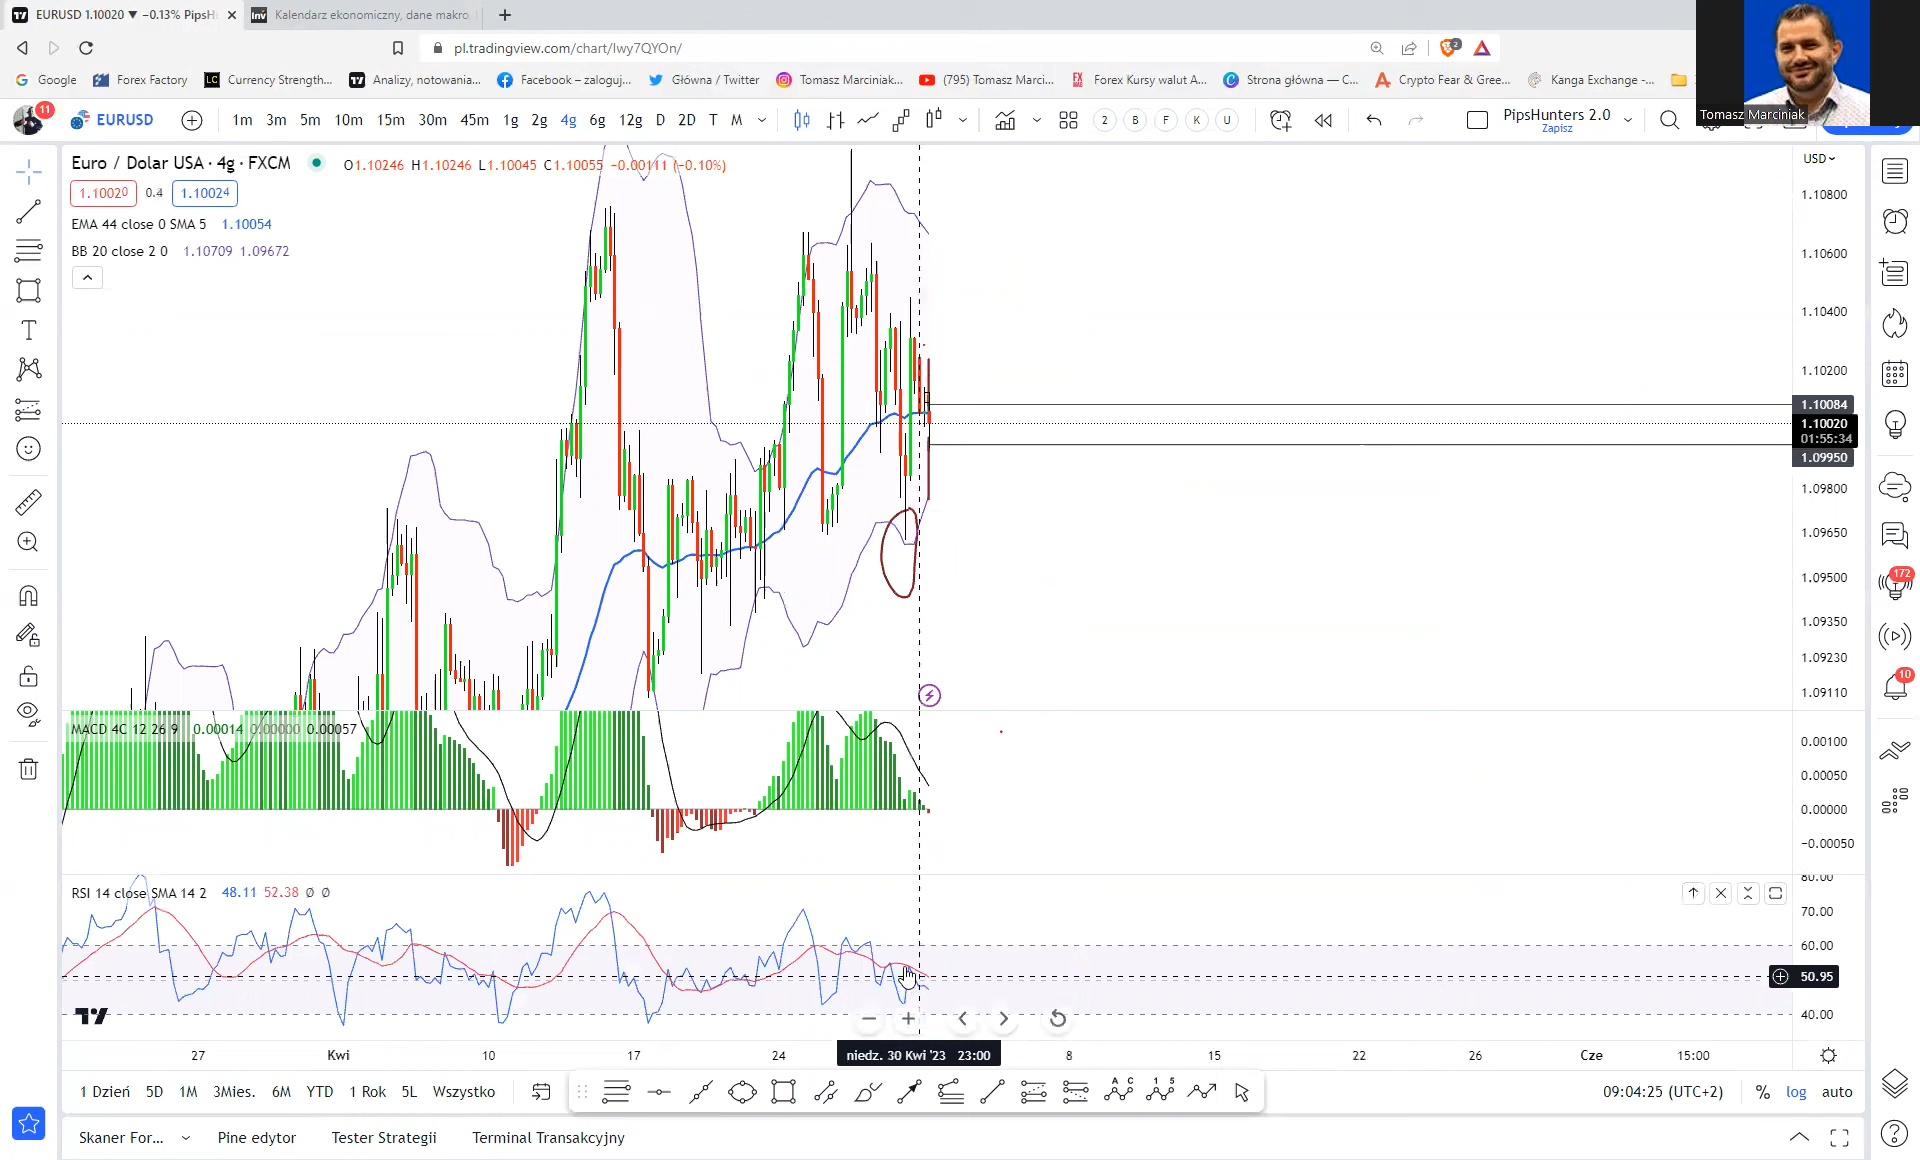 EURUSD 1.10020 ▼ −0.13% PipsH
Kalendarz ekonomiczny, dane makro
pl.tradingview.com/chart/Iwy7QYOn/
2
Google
Forex Factory
Currency Strength...
Analizy, notowania...
Facebook – zaloguj...
Główna / Twitter
Tomasz Marciniak...
(795) Tomasz Marci...
Forex Kursy walut A...
Strona główna — C...
Crypto Fear & Gree...
Kanga Exchange -...
Tomasz Marciniak
11
EURUSD
1m 3m 5m 10m 15m 30m 45m 1g 2g 4g 6g 12g D 2D T M
2 B F K U
PipsHunters 2.0
Zapisz
Euro / Dolar USA · 4g · FXCM
O1.10246 H1.10246 L1.10045 C1.10055 −0.00111 (−0.10%)
1.10020 0.4 1.10024
EMA 44 close 0 SMA 5 1.10054
BB 20 close 2 0 1.10709 1.09672
USD
1.10800
1.10600
1.10400
1.10200
1.10084
1.10020
01:55:34
1.09950
1.09800
1.09650
1.09500
1.09350
1.09230
1.09110
172
10
MACD 4C 12 26 9 0.00014 0.00000 0.00057
0.00100
0.00050
0.00000
−0.00050
RSI 14 close SMA 14 2 48.11 52.38 Ø Ø
80.00
70.00
60.00
50.95
40.00
27 Kwi 10 17 24 niedz. 30 Kwi '23 23:00 8 15 22 26 Cze 15:00
1 Dzień 5D 1M 3Mies. 6M YTD 1 Rok 5L Wszystko
09:04:25 (UTC+2) % log auto
Skaner For... Pine edytor Tester Strategii Terminal Transakcyjny